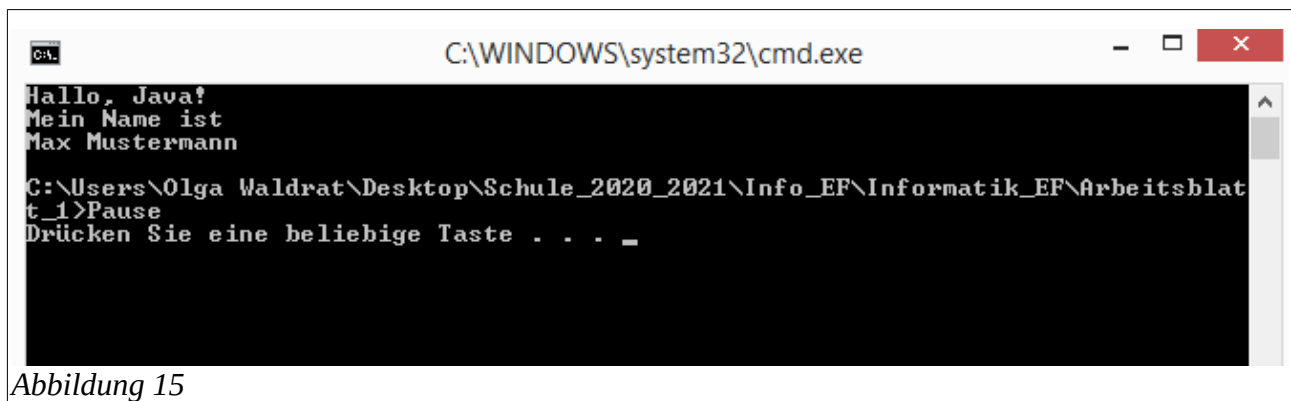 C:\WINDOWS\system32\cmd.exe
Hallo, Java!
Mein Name ist
Max Mustermann
C:\Users\Olga Waldrat\Desktop\Schule_2020_2021\Info_EF\Informatik_EF\Arbeitsblat
t_1>Pause
Drücken Sie eine beliebige Taste . . . _
Abbildung 15